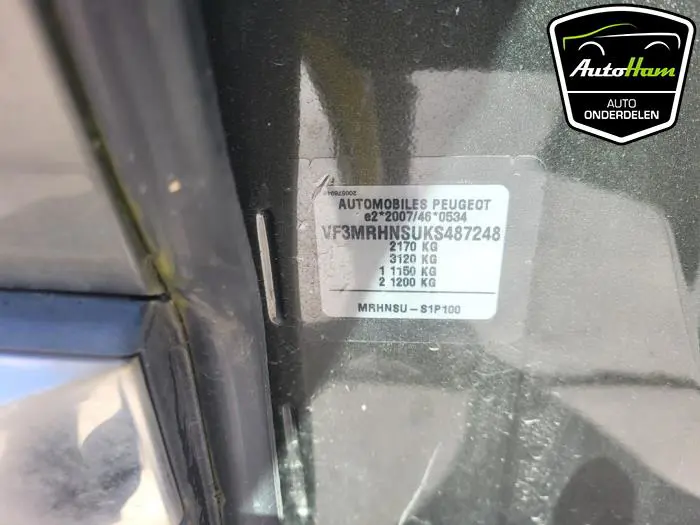 AutoHam
AUTO
ONDERDELEN
AUTOMOBILES PEUGEOT
e2*2007/46*0534
VF3MRHNSUKS487248
2170 KG
3120 KG
1 1150 KG
2 1200 KG
MRHNSU-S1P100